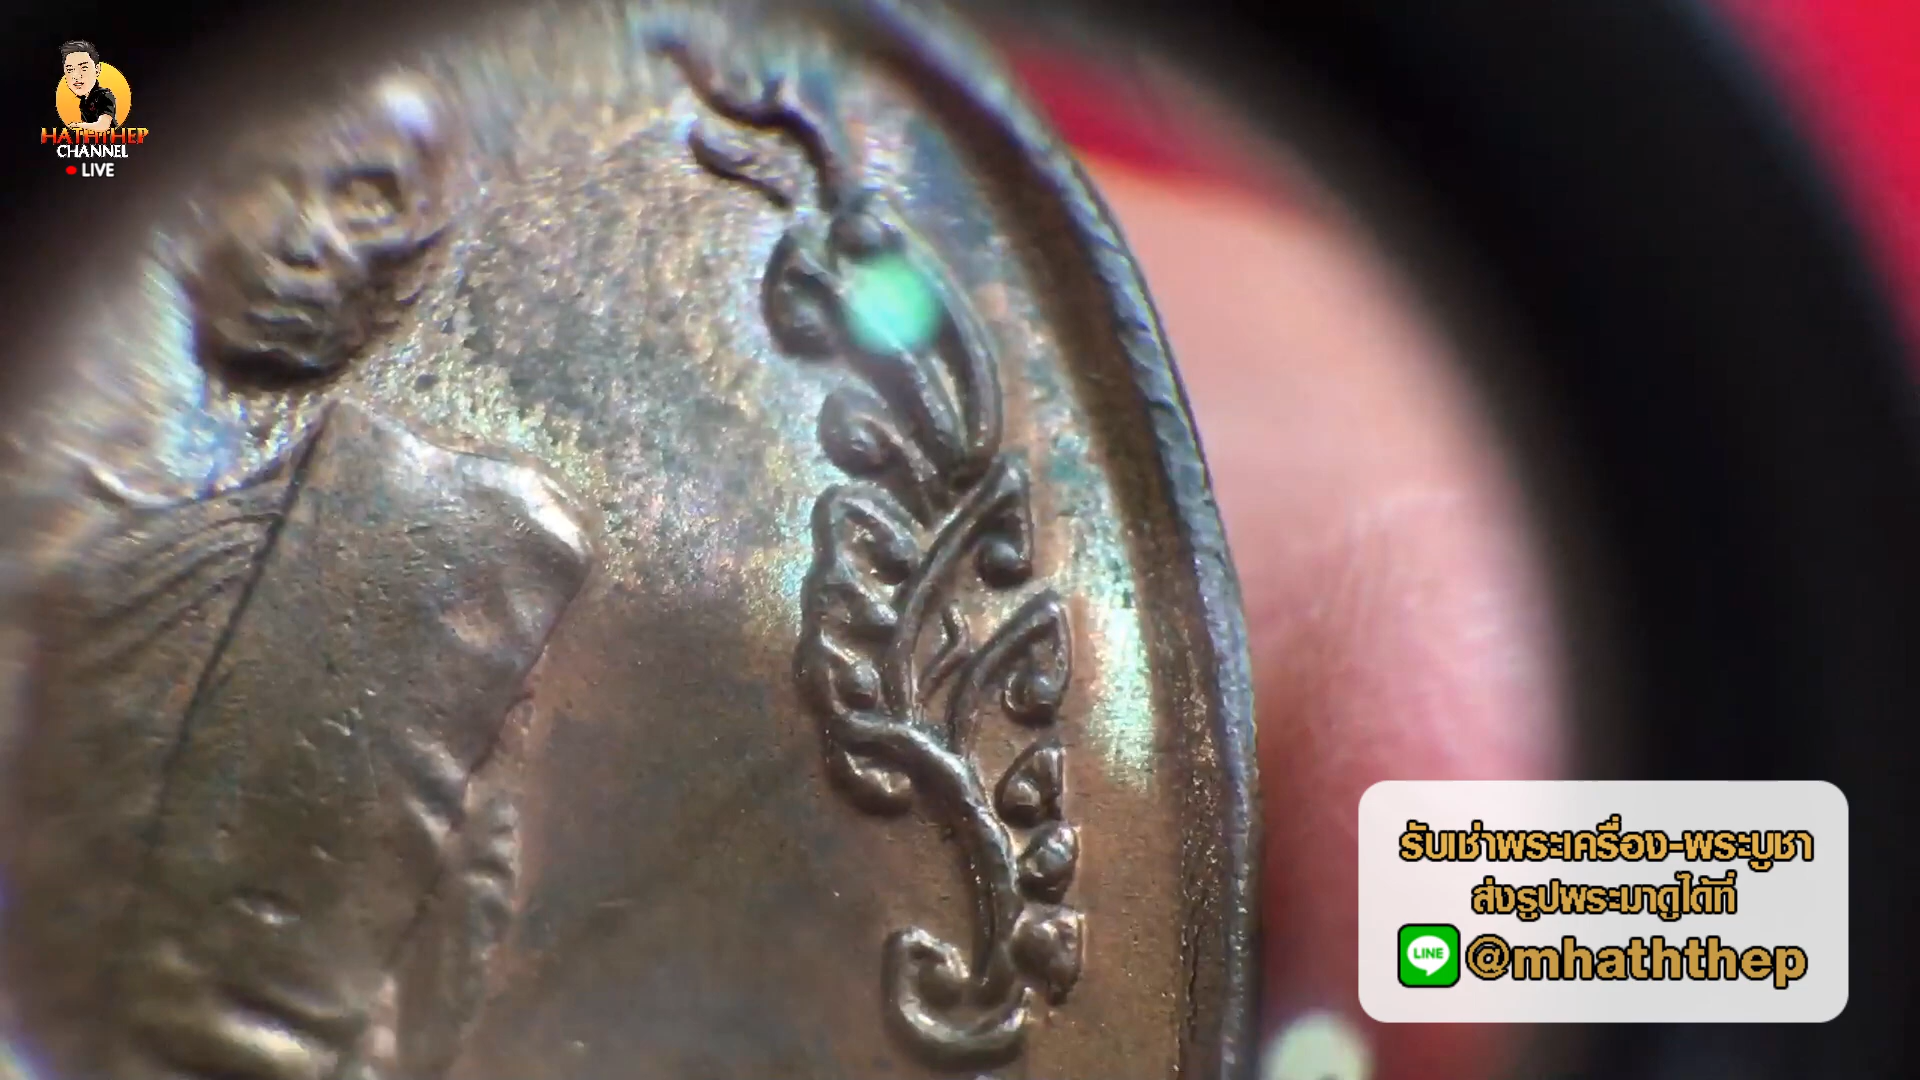 HATHTHEP
CHANNEL
LIVE
รับเช่าพระเครื่อง-พระบูชา
ส่งรูปพระมาดูได้ที่
LINE @mhaththep